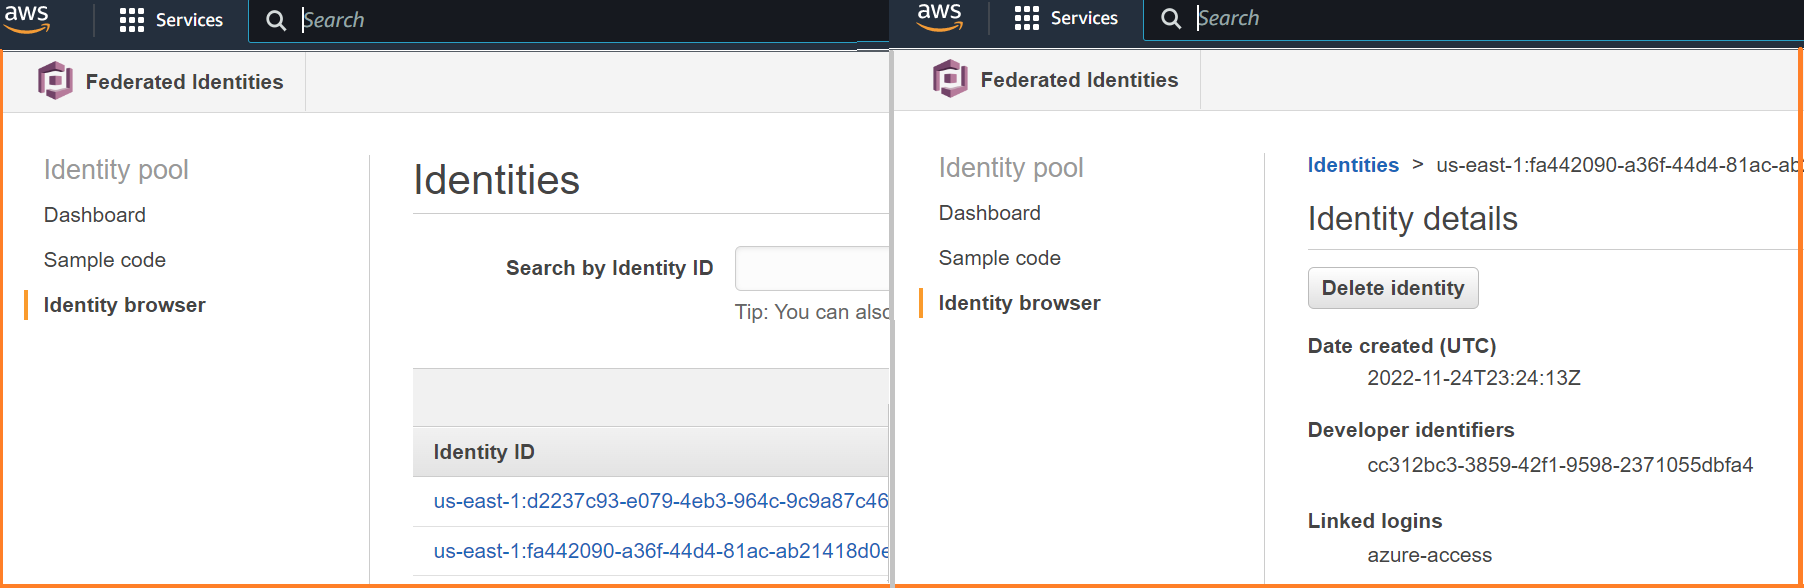 aws Services Search
Federated Identities
Identity pool
Dashboard
Sample code
Identity browser
Identities
Search by Identity ID
Tip: You can also
Identity ID
us-east-1:d2237c93-e079-4eb3-964c-9c9a87c46
us-east-1:fa442090-a36f-44d4-81ac-ab21418d0e
aws Services Search
Federated Identities
Identity pool
Dashboard
Sample code
Identity browser
Identities > us-east-1:fa442090-a36f-44d4-81ac-ab
Identity details
Delete identity
Date created (UTC)
2022-11-24T23:24:13Z
Developer identifiers
cc312bc3-3859-42f1-9598-2371055dbfa4
Linked logins
azure-access